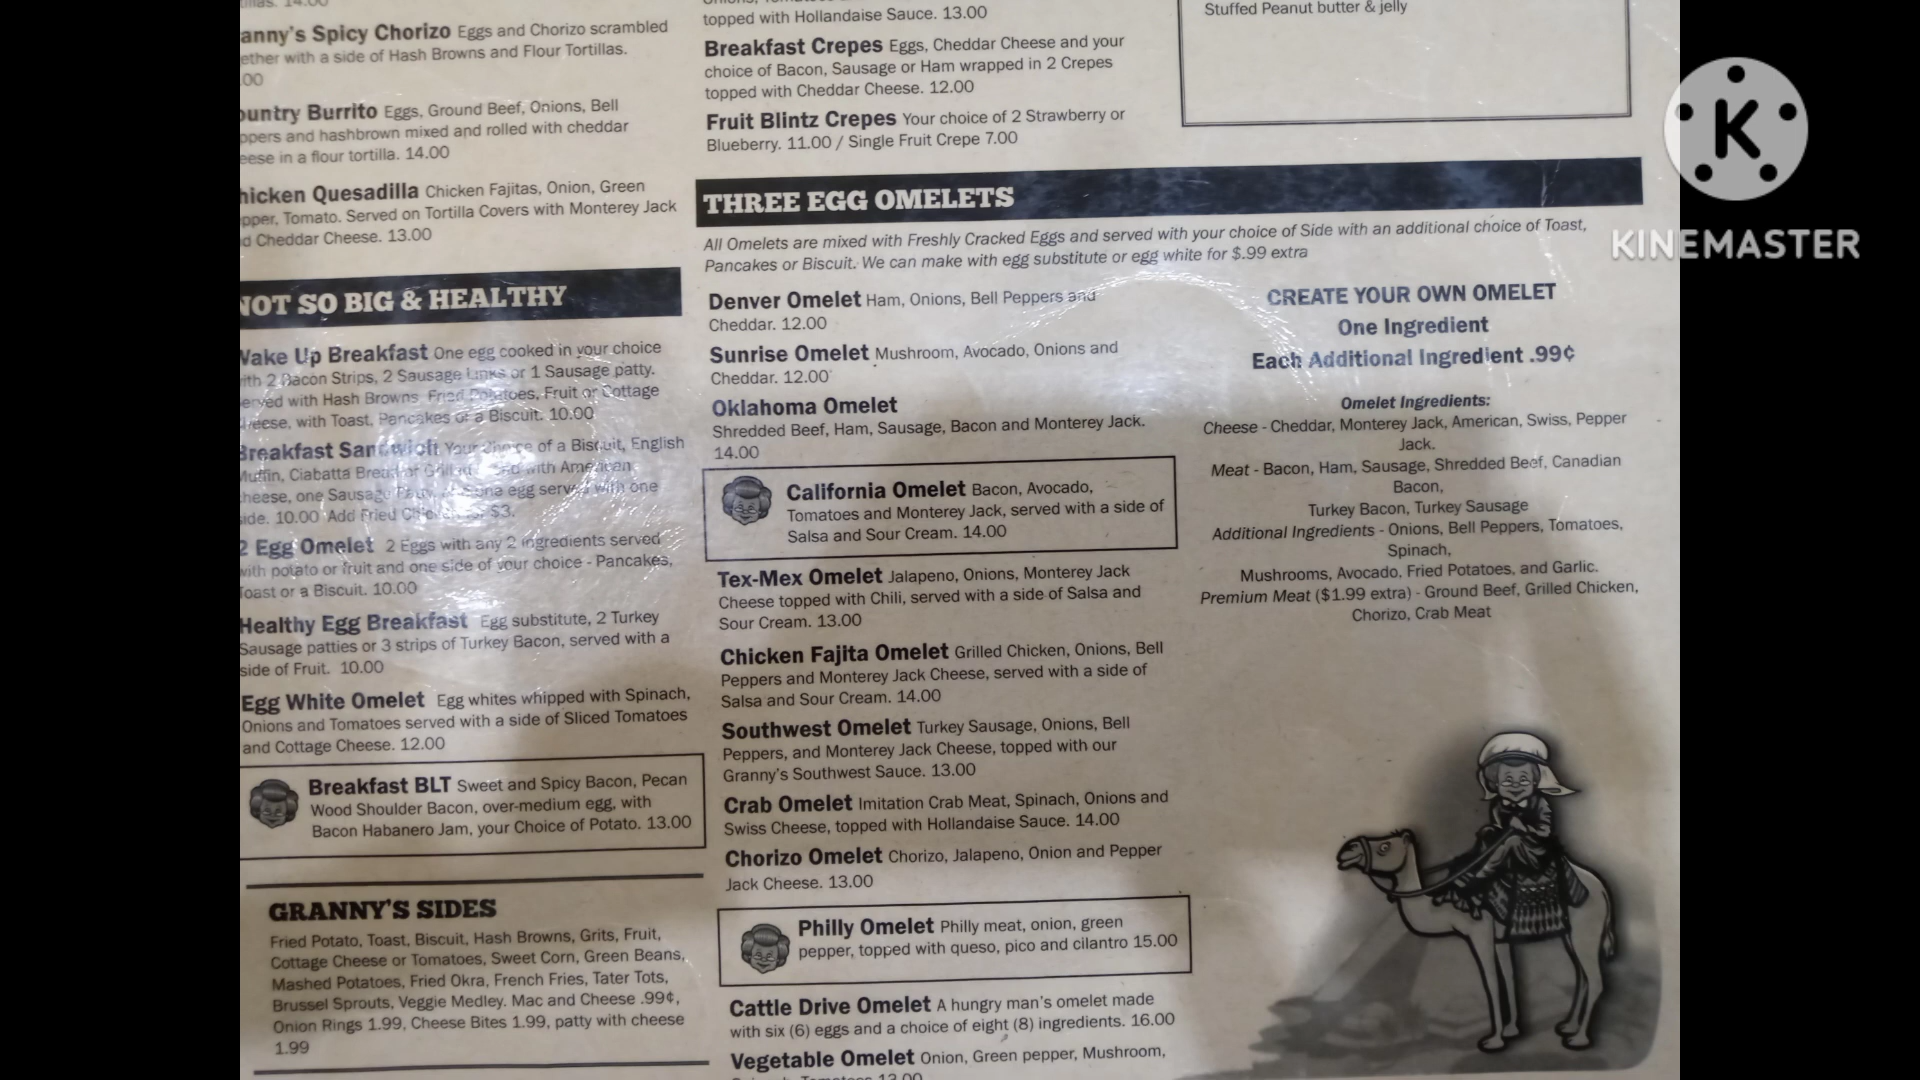 anny's Spicy Chorizo Eggs and Chorizo scrambled
ether with a side of Hash Browns and Flour Tortillas.
.00
ountry Burrito Eggs, Ground Beef, Onions, Bell
ppers and hashbrown mixed and rolled with cheddar
eese in a flour tortilla. 14.00
hicken Quesadilla Chicken Fajitas, Onion, Green
pper, Tomato. Served on Tortilla Covers with Monterey Jack
d Cheddar Cheese. 13.00
NOT SO BIG & HEALTHY
Wake Up Breakfast One egg cooked in your choice
ith 2 Bacon Strips, 2 Sausage Links or 1 Sausage patty.
erved with Hash Browns, Fried Potatoes, Fruit or Cottage
heese, with Toast, Pancakes or a Biscuit. 10.00
Breakfast Sandwich Your choice of a Biscuit, English
Muffin, Ciabatta Bread or Grilled with American
heese, one Sausage one egg served with one
side. 10.00 Add Fried $3.
2 Egg Omelet 2 Eggs with any 2 ingredients served
with potato or fruit and one side of your choice - Pancakes,
Toast or a Biscuit. 10.00
Healthy Egg Breakfast Egg substitute, 2 Turkey
Sausage patties or 3 strips of Turkey Bacon, served with a
side of Fruit. 10.00
Egg White Omelet Egg whites whipped with Spinach,
Onions and Tomatoes served with a side of Sliced Tomatoes
and Cottage Cheese. 12.00
Breakfast BLT Sweet and Spicy Bacon, Pecan
Wood Shoulder Bacon, over-medium egg, with
Bacon Habanero Jam, your Choice of Potato. 13.00
GRANNY'S SIDES
Fried Potato, Toast, Biscuit, Hash Browns, Grits, Fruit,
Cottage Cheese or Tomatoes, Sweet Corn, Green Beans,
Mashed Potatoes, Fried Okra, French Fries, Tater Tots,
Brussel Sprouts, Veggie Medley. Mac and Cheese .99¢,
Onion Rings 1.99, Cheese Bites 1.99, patty with cheese
1.99
topped with Hollandaise Sauce. 13.00
Breakfast Crepes Eggs, Cheddar Cheese and your
choice of Bacon, Sausage or Ham wrapped in 2 Crepes
topped with Cheddar Cheese. 12.00
Fruit Blintz Crepes Your choice of 2 Strawberry or
Blueberry. 11.00 / Single Fruit Crepe 7.00
Stuffed Peanut butter & jelly
THREE EGG OMELETS
All Omelets are mixed with Freshly Cracked Eggs and served with your choice of Side with an additional choice of Toast,
Pancakes or Biscuit. We can make with egg substitute or egg white for $.99 extra
Denver Omelet Ham, Onions, Bell Peppers and
Cheddar. 12.00
Sunrise Omelet Mushroom, Avocado, Onions and
Cheddar. 12.00
Oklahoma Omelet
Shredded Beef, Ham, Sausage, Bacon and Monterey Jack.
14.00
California Omelet Bacon, Avocado,
Tomatoes and Monterey Jack, served with a side of
Salsa and Sour Cream. 14.00
Tex-Mex Omelet Jalapeno, Onions, Monterey Jack
Cheese topped with Chili, served with a side of Salsa and
Sour Cream. 13.00
Chicken Fajita Omelet Grilled Chicken, Onions, Bell
Peppers and Monterey Jack Cheese, served with a side of
Salsa and Sour Cream. 14.00
Southwest Omelet Turkey Sausage, Onions, Bell
Peppers, and Monterey Jack Cheese, topped with our
Granny's Southwest Sauce. 13.00
Crab Omelet Imitation Crab Meat, Spinach, Onions and
Swiss Cheese, topped with Hollandaise Sauce. 14.00
Chorizo Omelet Chorizo, Jalapeno, Onion and Pepper
Jack Cheese. 13.00
Philly Omelet Philly meat, onion, green
pepper, topped with queso, pico and cilantro 15.00
Cattle Drive Omelet A hungry man's omelet made
with six (6) eggs and a choice of eight (8) ingredients. 16.00
Vegetable Omelet Onion, Green pepper, Mushroom,
CREATE YOUR OWN OMELET
One Ingredient
Each Additional Ingredient .99¢
Omelet Ingredients:
Cheese - Cheddar, Monterey Jack, American, Swiss, Pepper
Jack.
Meat - Bacon, Ham, Sausage, Shredded Beef, Canadian
Bacon,
Turkey Bacon, Turkey Sausage
Additional Ingredients - Onions, Bell Peppers, Tomatoes,
Spinach,
Mushrooms, Avocado, Fried Potatoes, and Garlic.
Premium Meat ($1.99 extra) - Ground Beef, Grilled Chicken,
Chorizo, Crab Meat
K
KINEMASTER